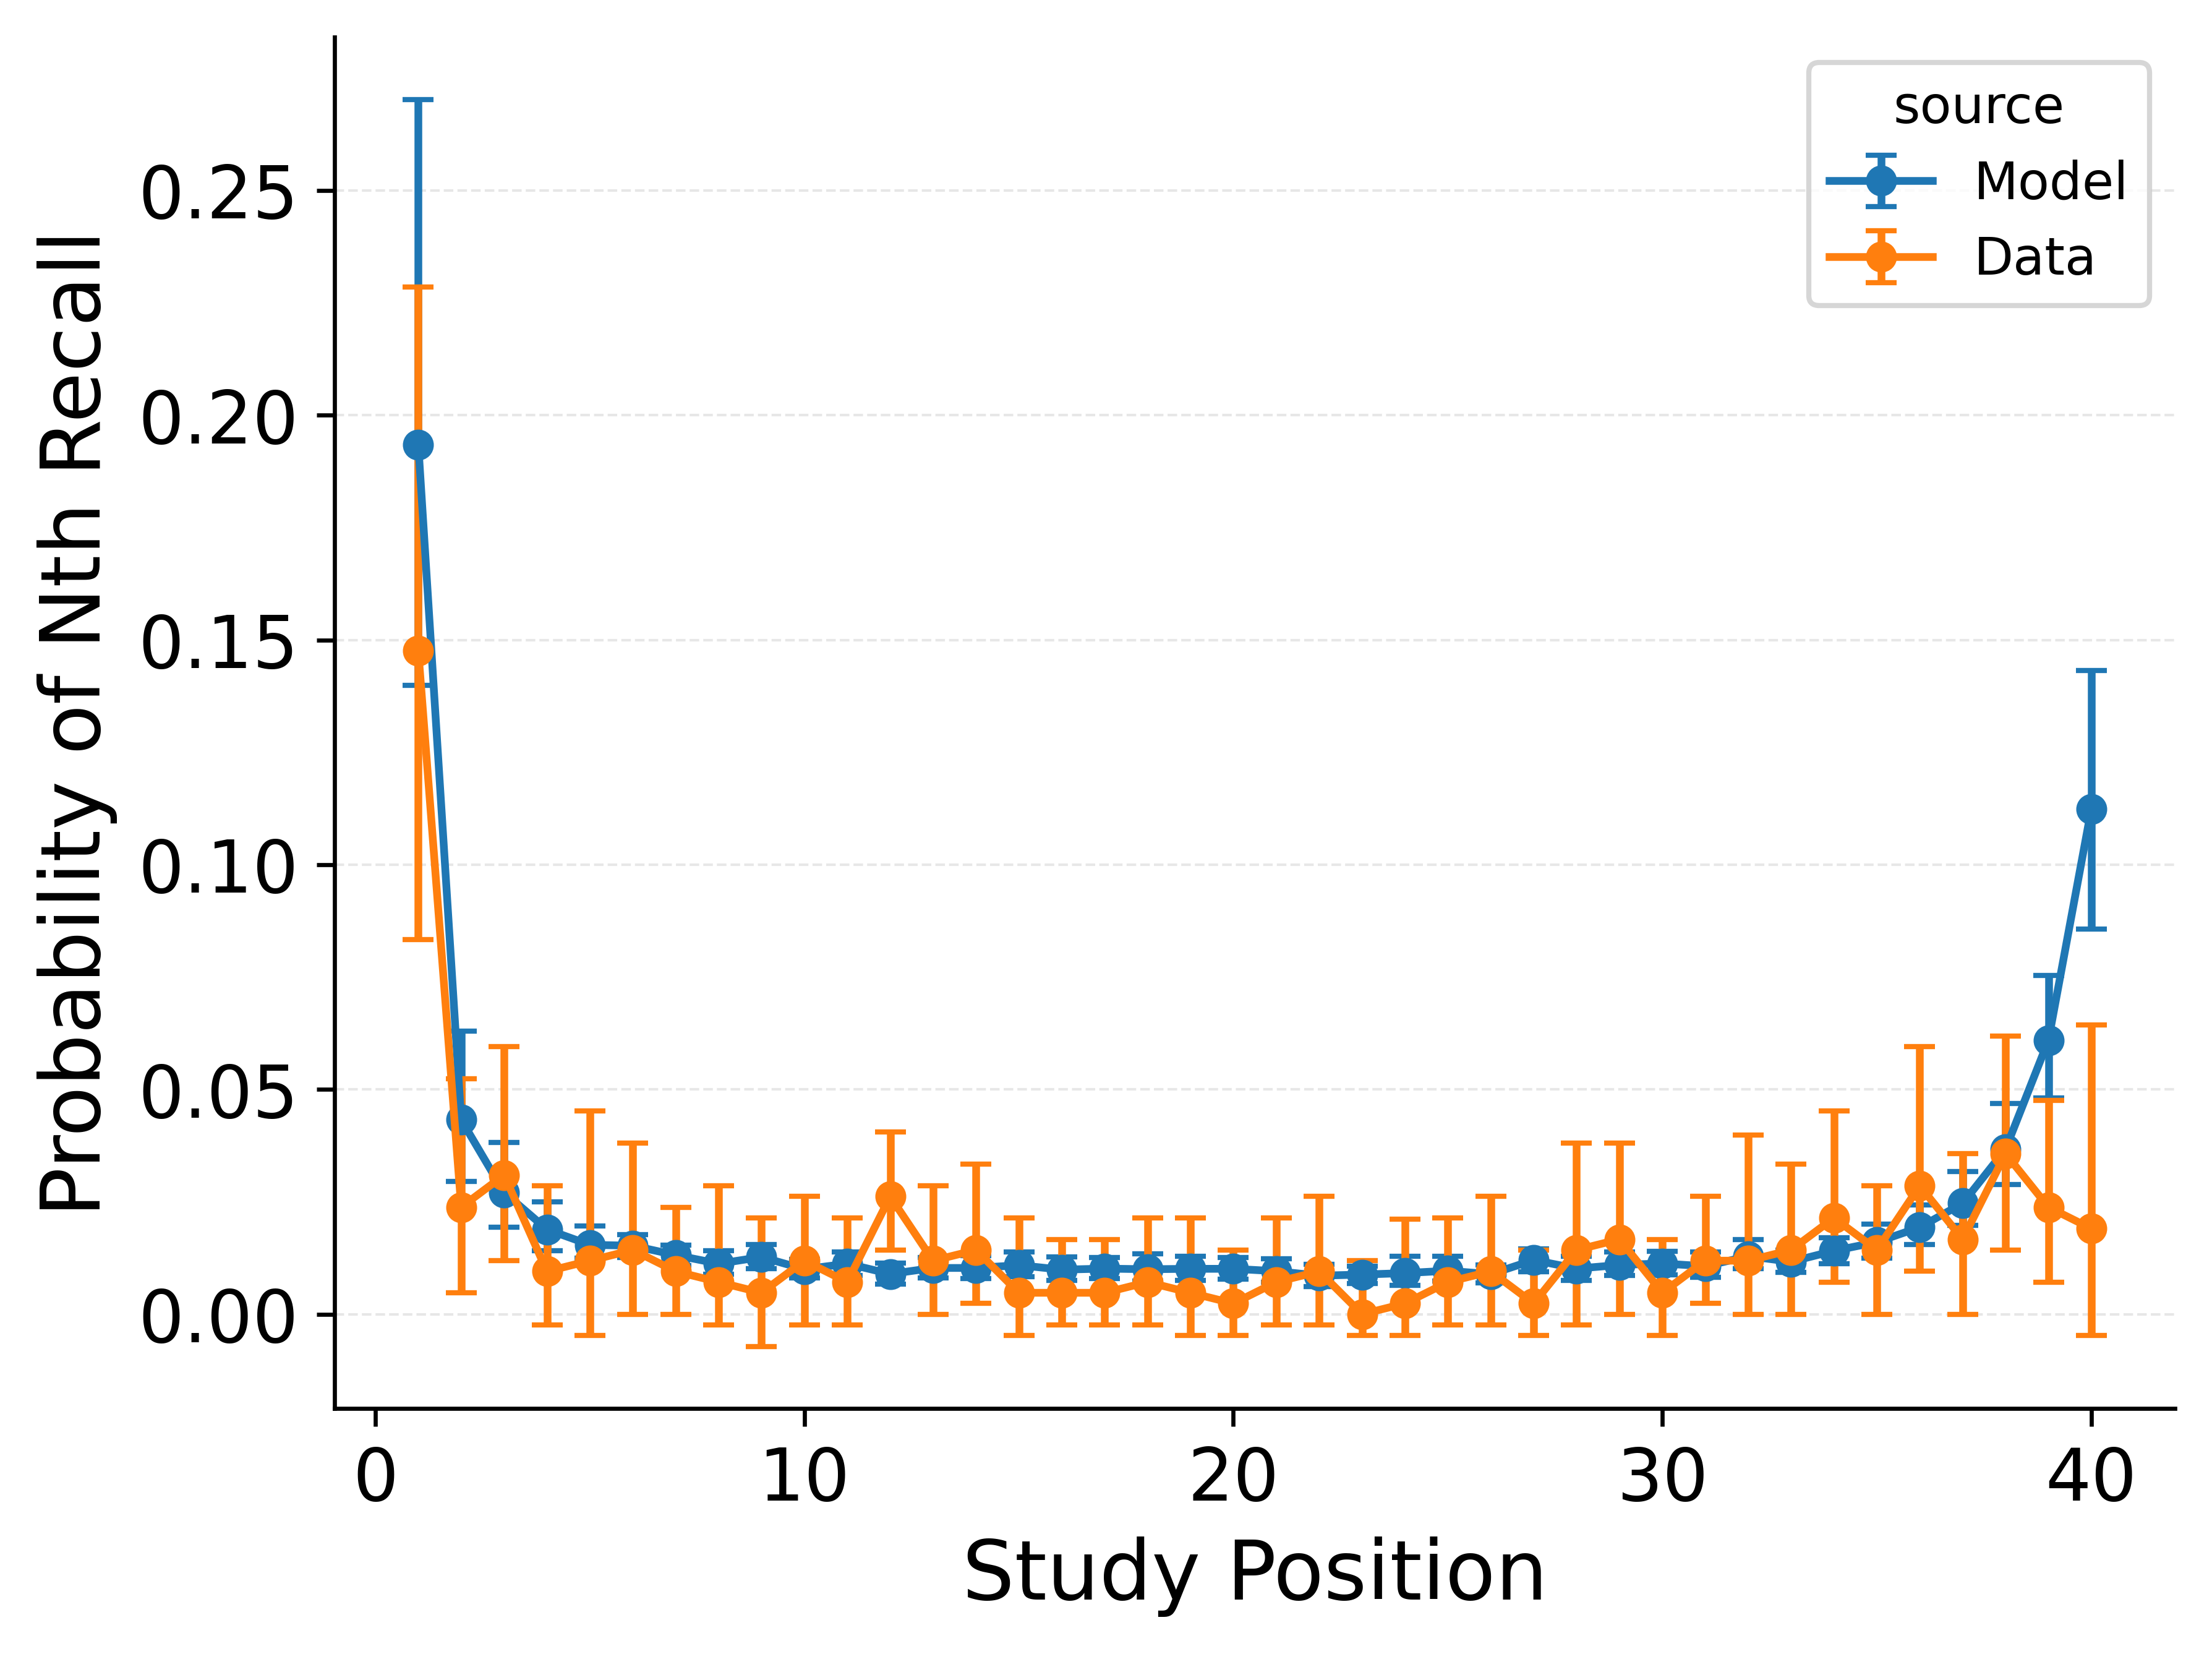 source
Model
Data
Probability of Nth Recall
0.25
0.20
0.15
0.10
0.05
0.00
0 10 20 30 40
Study Position